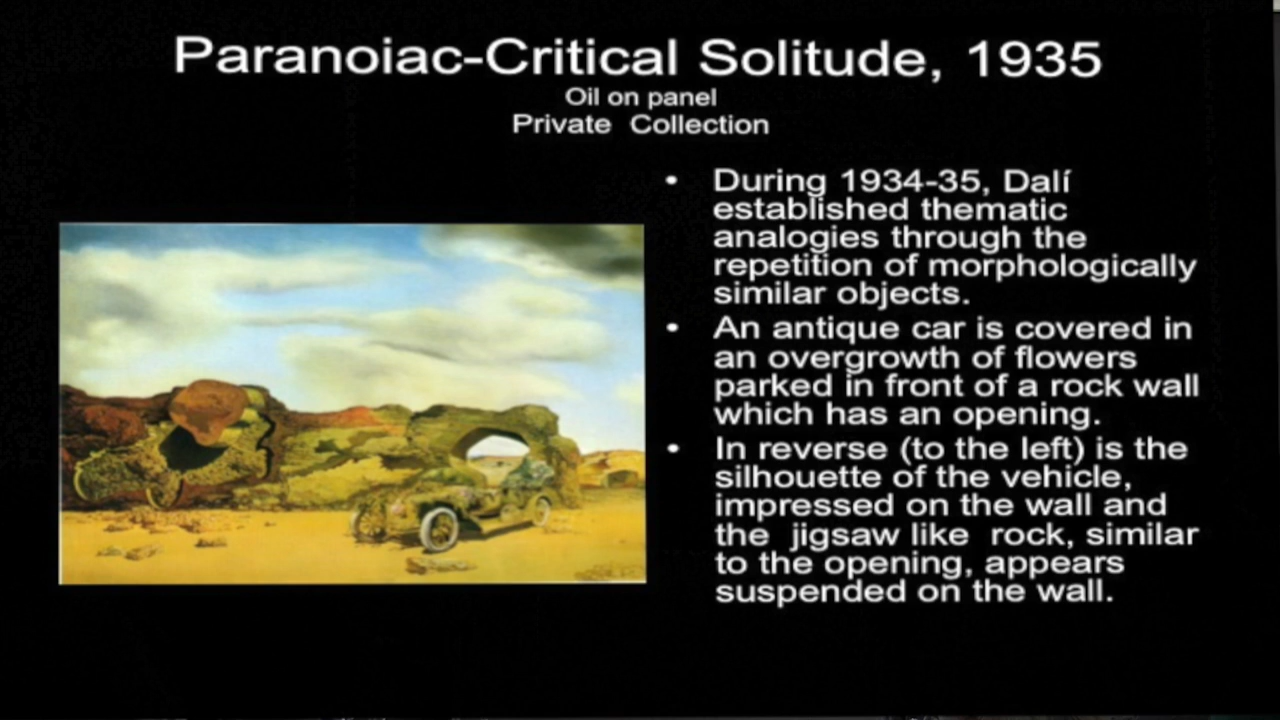 Paranoiac-Critical Solitude, 1935
Oil on panel
Private Collection
• During 1934-35, Dalí
established thematic
analogies through the
repetition of morphologically
similar objects.
• An antique car is covered in
an overgrowth of flowers
parked in front of a rock wall
which has an opening.
• In reverse (to the left) is the
silhouette of the vehicle,
impressed on the wall and
the jigsaw like rock, similar
to the opening, appears
suspended on the wall.